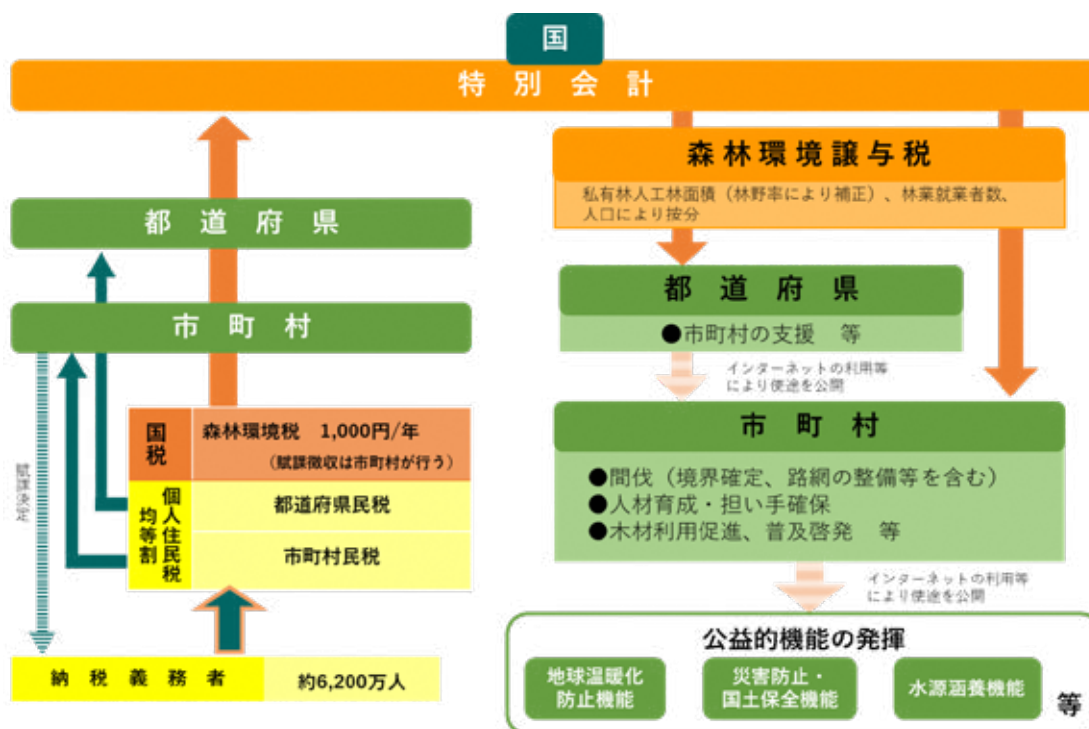 国
特別会計
都道府県
市町村
賦課決定
国税
森林環境税 1,000円/年
(賦課徴収は市町村が行う)
個人住民税
均等割
都道府県民税
市町村民税
納税義務者
約6,200万人
森林環境譲与税
私有林人工林面積（林野率により補正）、林業就業者数、
人口により按分
都道府県
●市町村の支援 等
インターネットの利用等
により使途を公開
市町村
●間伐（境界確定、路網の整備等を含む）
●人材育成・担い手確保
●木材利用促進、普及啓発 等
インターネットの利用等
により使途を公開
公益的機能の発揮
地球温暖化
防止機能
災害防止・
国土保全機能
水源涵養機能
等